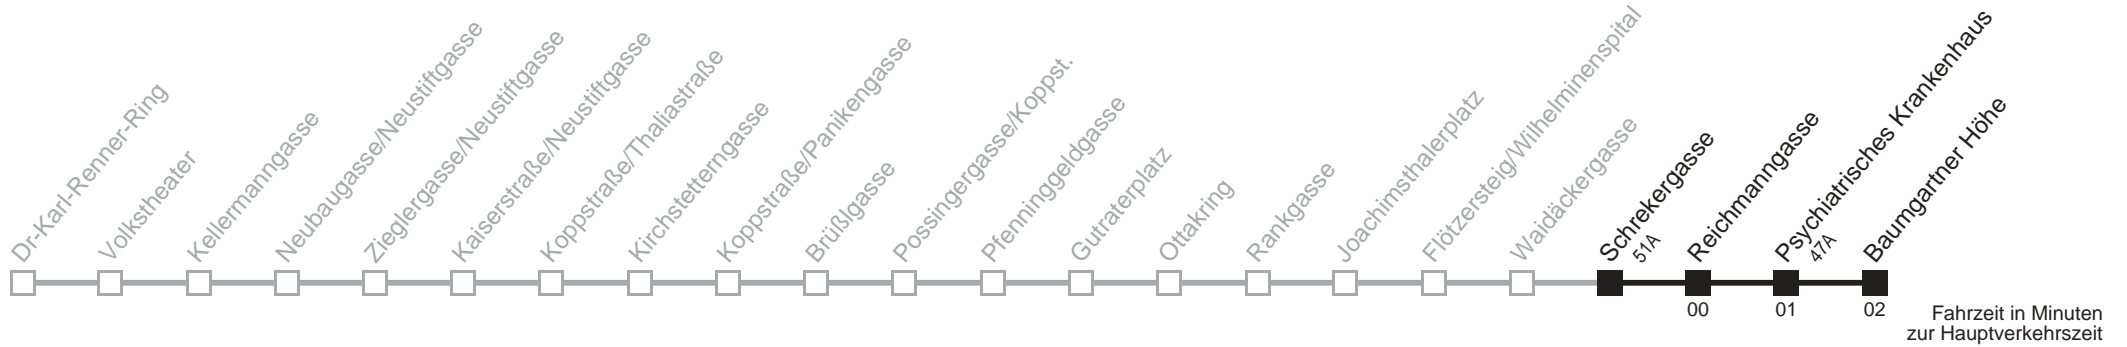 Dr-Karl-Renner-Ring
Volkstheater
Kellermanngasse
Neubaugasse/Neustiftgasse
Zieglergasse/Neustiftgasse
Kaiserstraße/Neustiftgasse
Koppstraße/Thaliastraße
Kirchstetterngasse
Koppstraße/Panikengasse
Brüßlgasse
Possingergasse/Koppst.
Pfenninggeldgasse
Gutraterplatz
Ottakring
Rankgasse
Joachimsthalerplatz
Flötzersteig/Wilhelminenspital
Waidäckergasse
Schrekergasse
51A
Reichmanngasse
Psychiatrisches Krankenhaus
47A
Baumgartner Höhe
00
01
02
Fahrzeit in Minuten
zur Hauptverkehrszeit